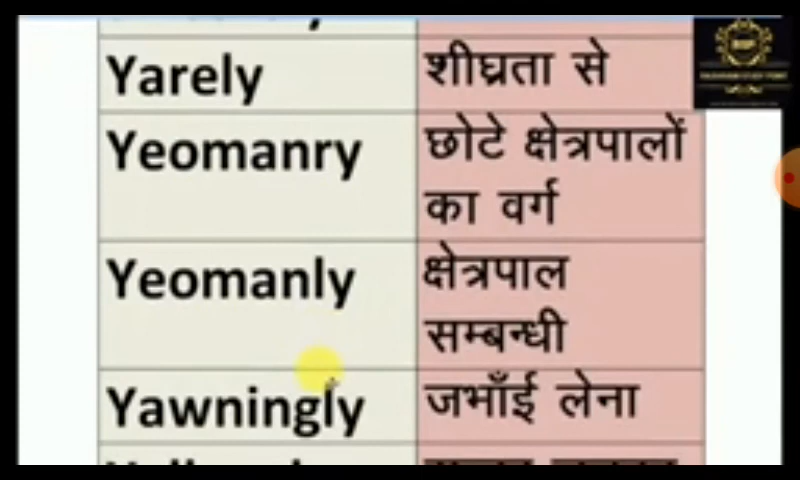 Yarely शीघ्रता से
Yeomanry छोटे क्षेत्रपालों
का वर्ग
Yeomanly क्षेत्रपाल
सम्बन्धी
Yawningly जभाँई लेना